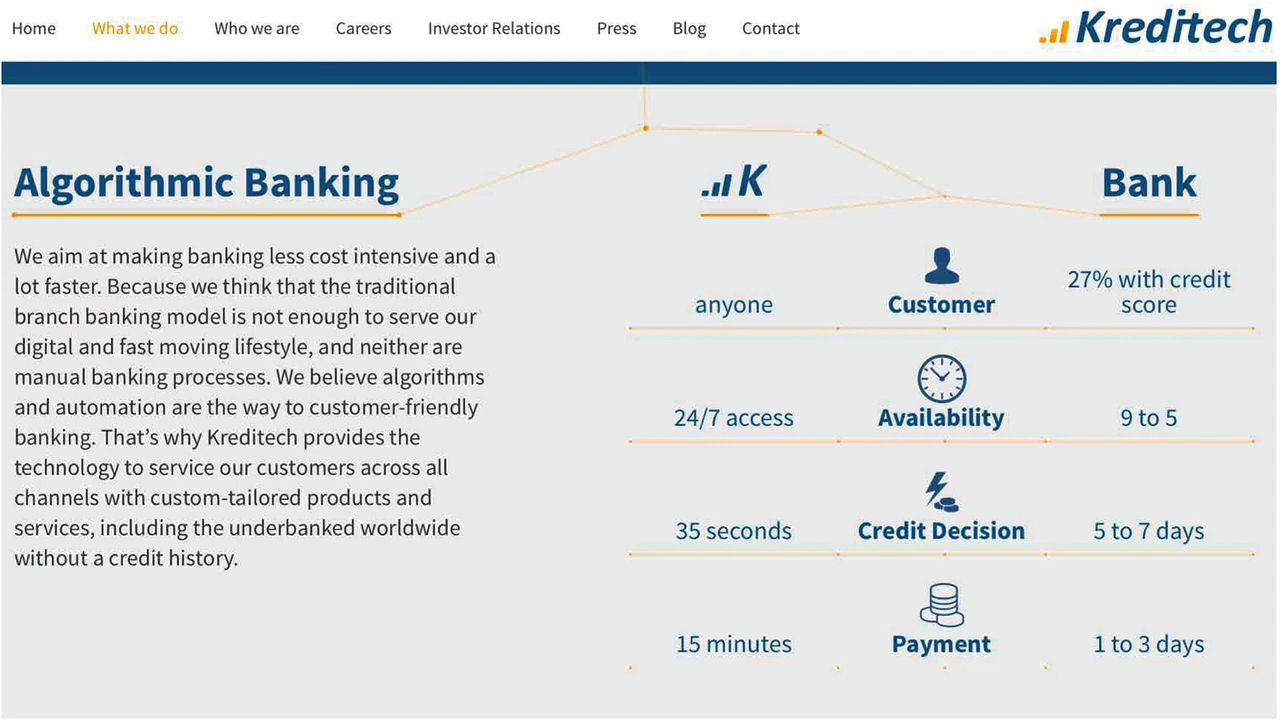 Home What we do Who we are Careers Investor Relations Press Blog Contact
Kreditech
Algorithmic Banking
We aim at making banking less cost intensive and a
lot faster. Because we think that the traditional
branch banking model is not enough to serve our
digital and fast moving lifestyle, and neither are
manual banking processes. We believe algorithms
and automation are the way to customer-friendly
banking. That’s why Kreditech provides the
technology to service our customers across all
channels with custom-tailored products and
services, including the underbanked worldwide
without a credit history.
K Bank
anyone Customer 27% with credit
score
24/7 access Availability 9 to 5
35 seconds Credit Decision 5 to 7 days
15 minutes Payment 1 to 3 days